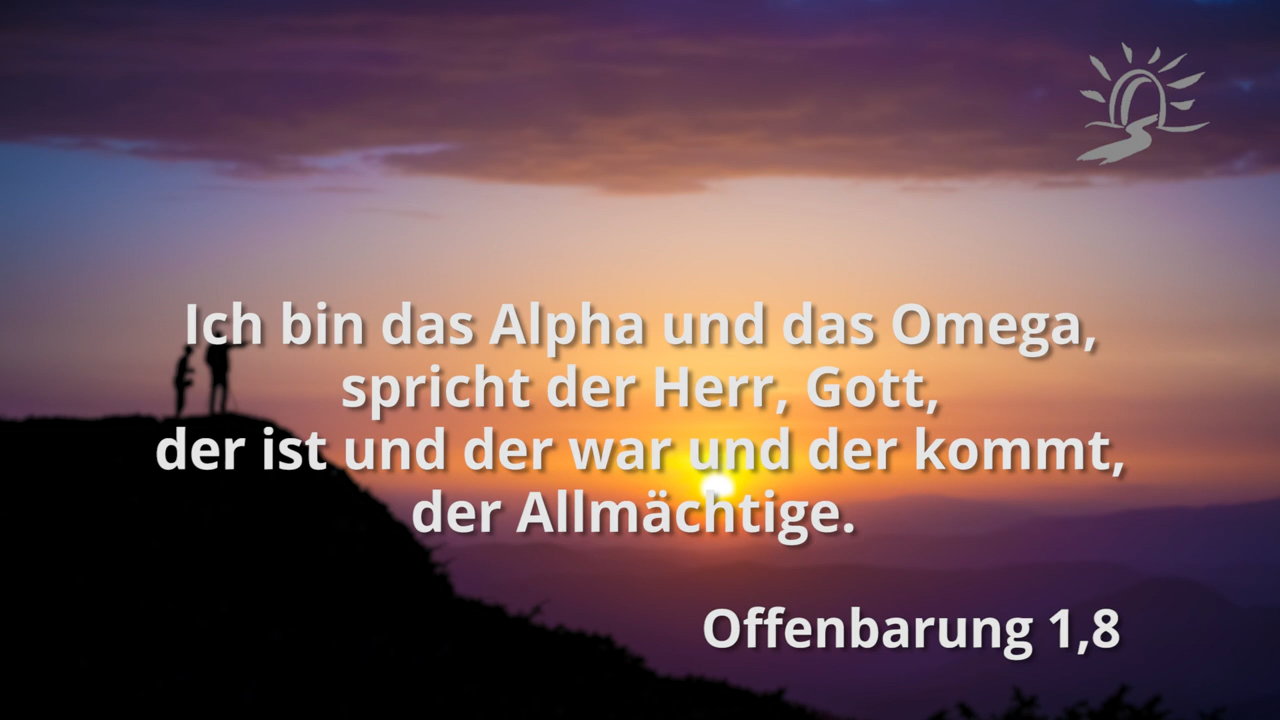 Ich bin das Alpha und das Omega,
spricht der Herr, Gott,
der ist und der war und der kommt,
der Allmächtige.
Offenbarung 1,8